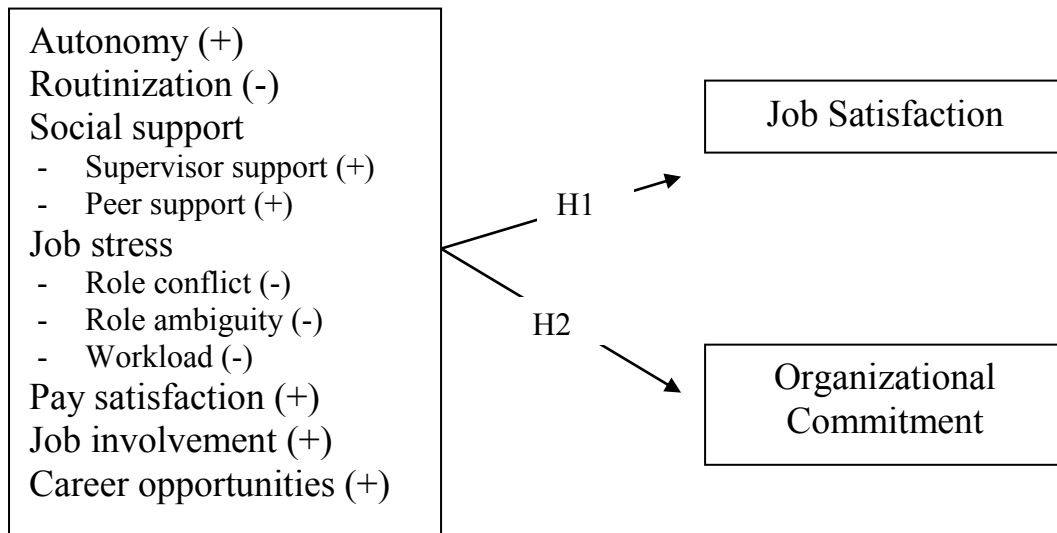 Autonomy (+)
Routinization (-)
Social support
- Supervisor support (+)
- Peer support (+)
Job stress
- Role conflict (-)
- Role ambiguity (-)
- Workload (-)
Pay satisfaction (+)
Job involvement (+)
Career opportunities (+)
H1
H2
Job Satisfaction
Organizational
Commitment